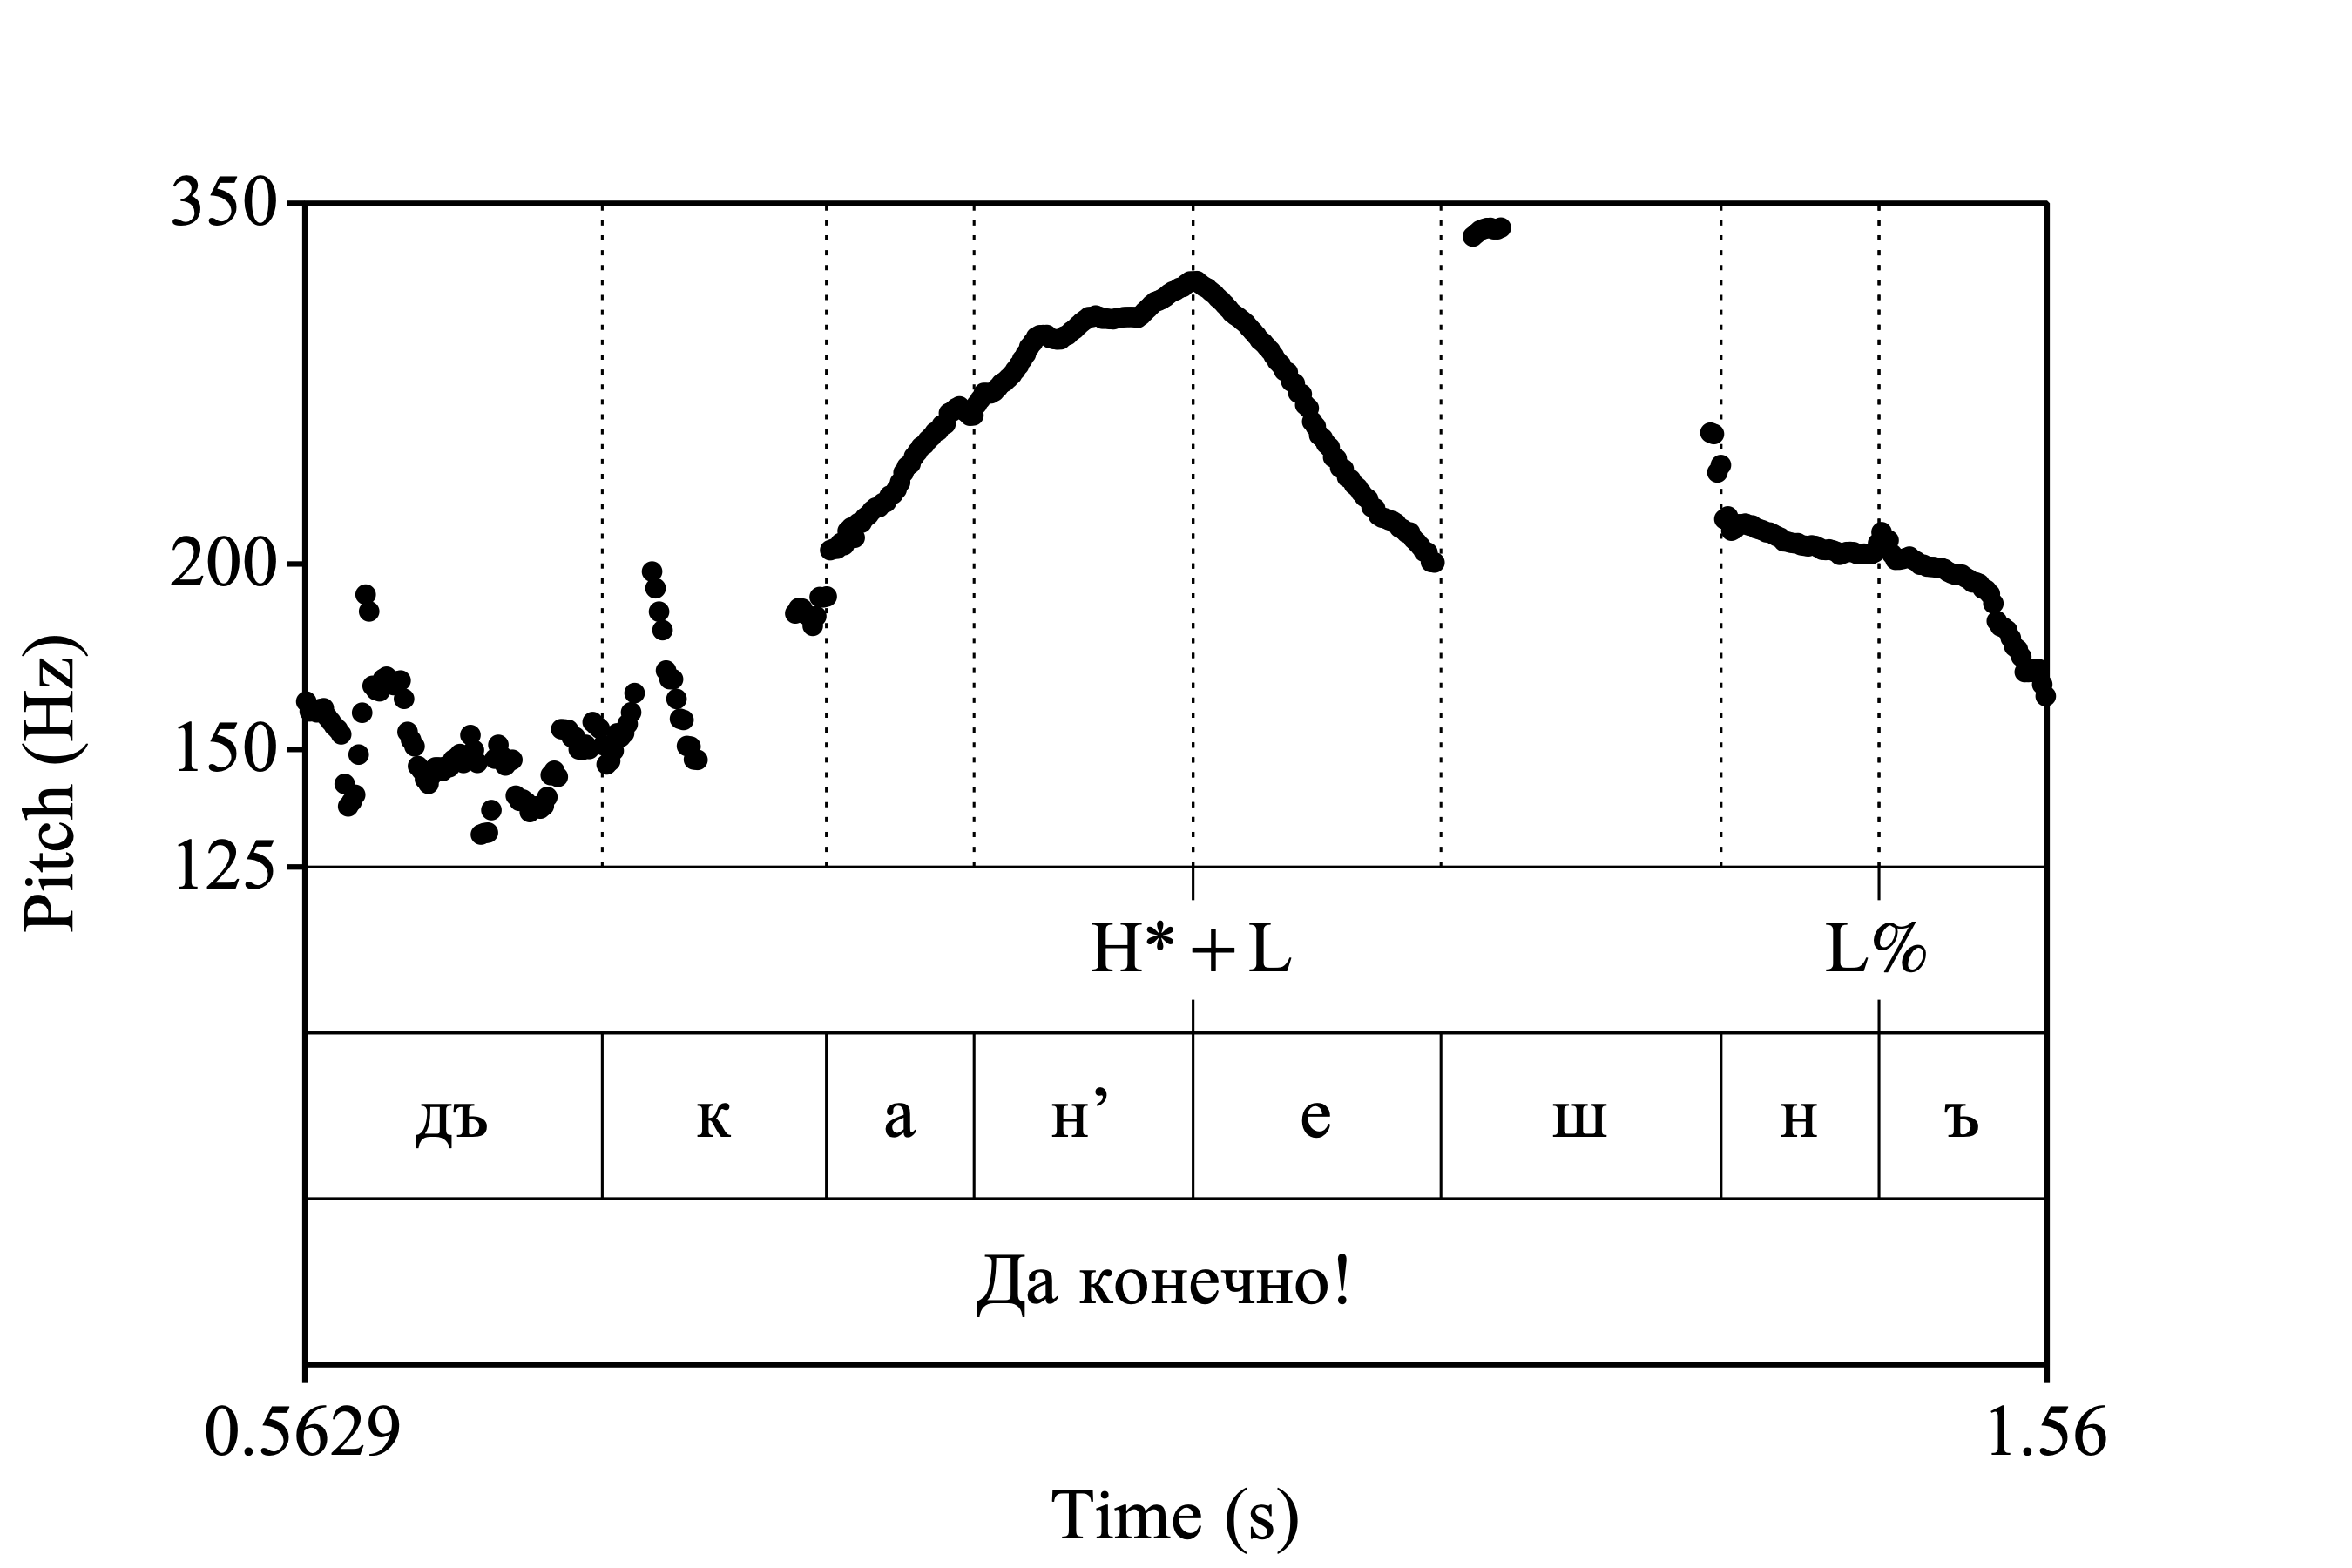 350
200
150
125
Pitch (Hz)
H* + L L%
дъ к а н’ е ш н ъ
Да конечно!
0.5629 1.56
Time (s)